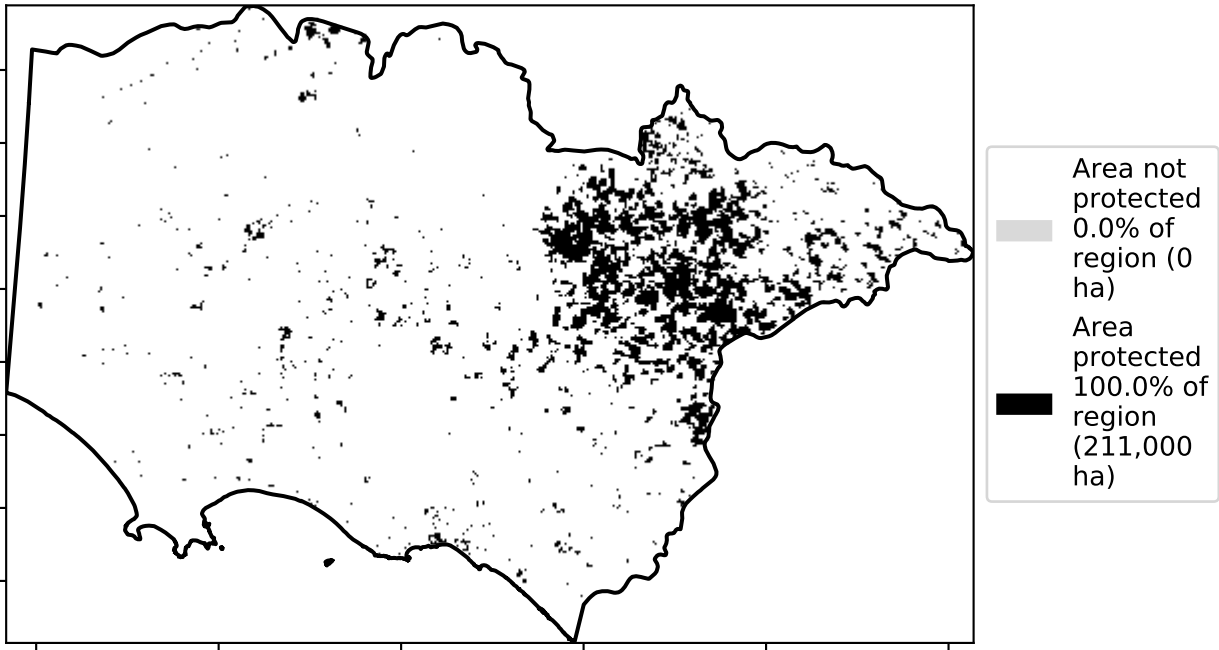 Area not
protected
0.0% of
region (0
ha)
Area
protected
100.0% of
region
(211,000
ha)